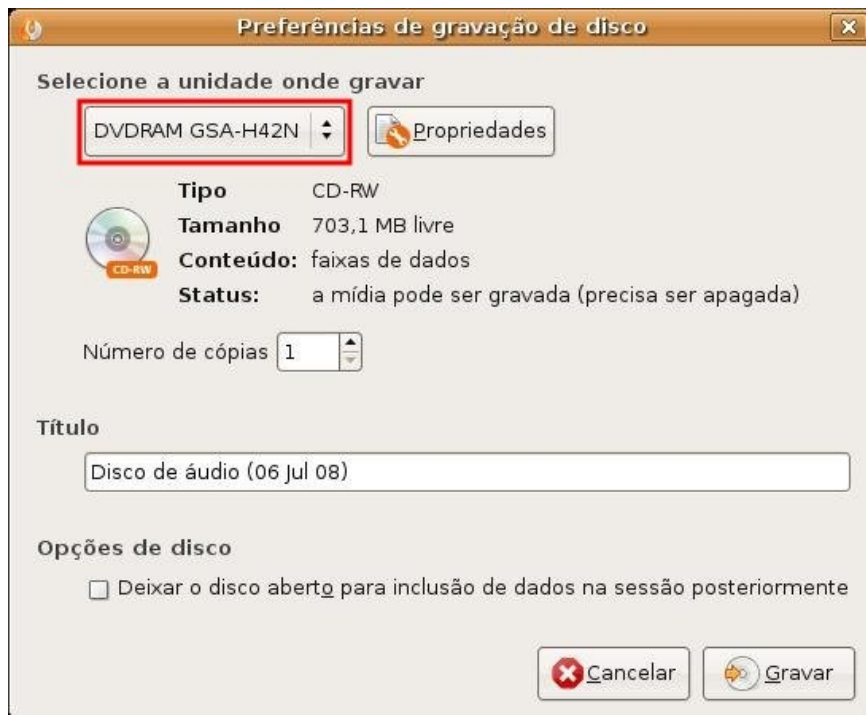 Preferências de gravação de disco
Selecione a unidade onde gravar
DVDRAM GSA-H42N Propriedades
Tipo CD-RW
Tamanho 703,1 MB livre
CD-RW
Conteúdo: faixas de dados
Status: a mídia pode ser gravada (precisa ser apagada)
Número de cópias 1
Título
Disco de áudio (06 Jul 08)
Opções de disco
Deixar o disco aberto para inclusão de dados na sessão posteriormente
Cancelar Gravar